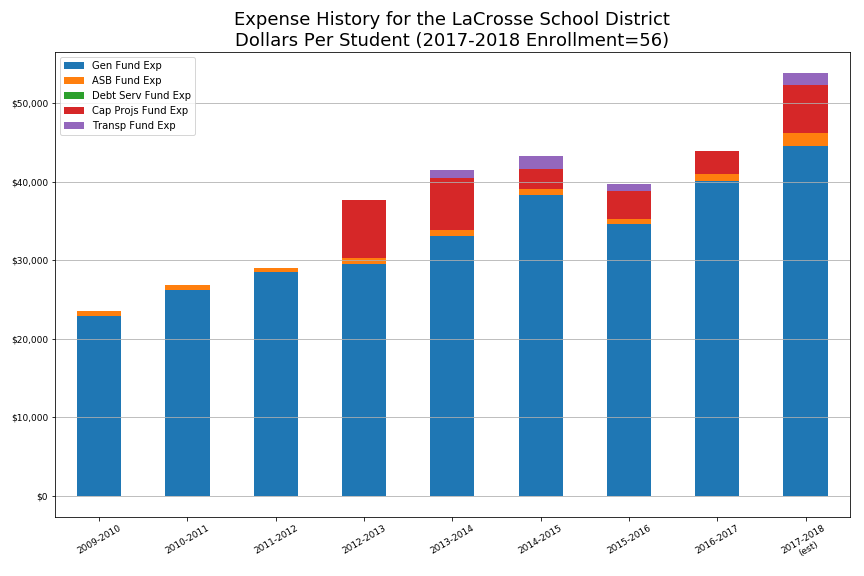 Expense History for the LaCrosse School District
Dollars Per Student (2017-2018 Enrollment=56)
Gen Fund Exp
ASB Fund Exp
Debt Serv Fund Exp
Cap Projs Fund Exp
Transp Fund Exp
$50,000
$40,000
$30,000
$20,000
$10,000
$0
2009-2010
2010-2011
2011-2012
2012-2013
2013-2014
2014-2015
2015-2016
2016-2017
2017-2018
(est)